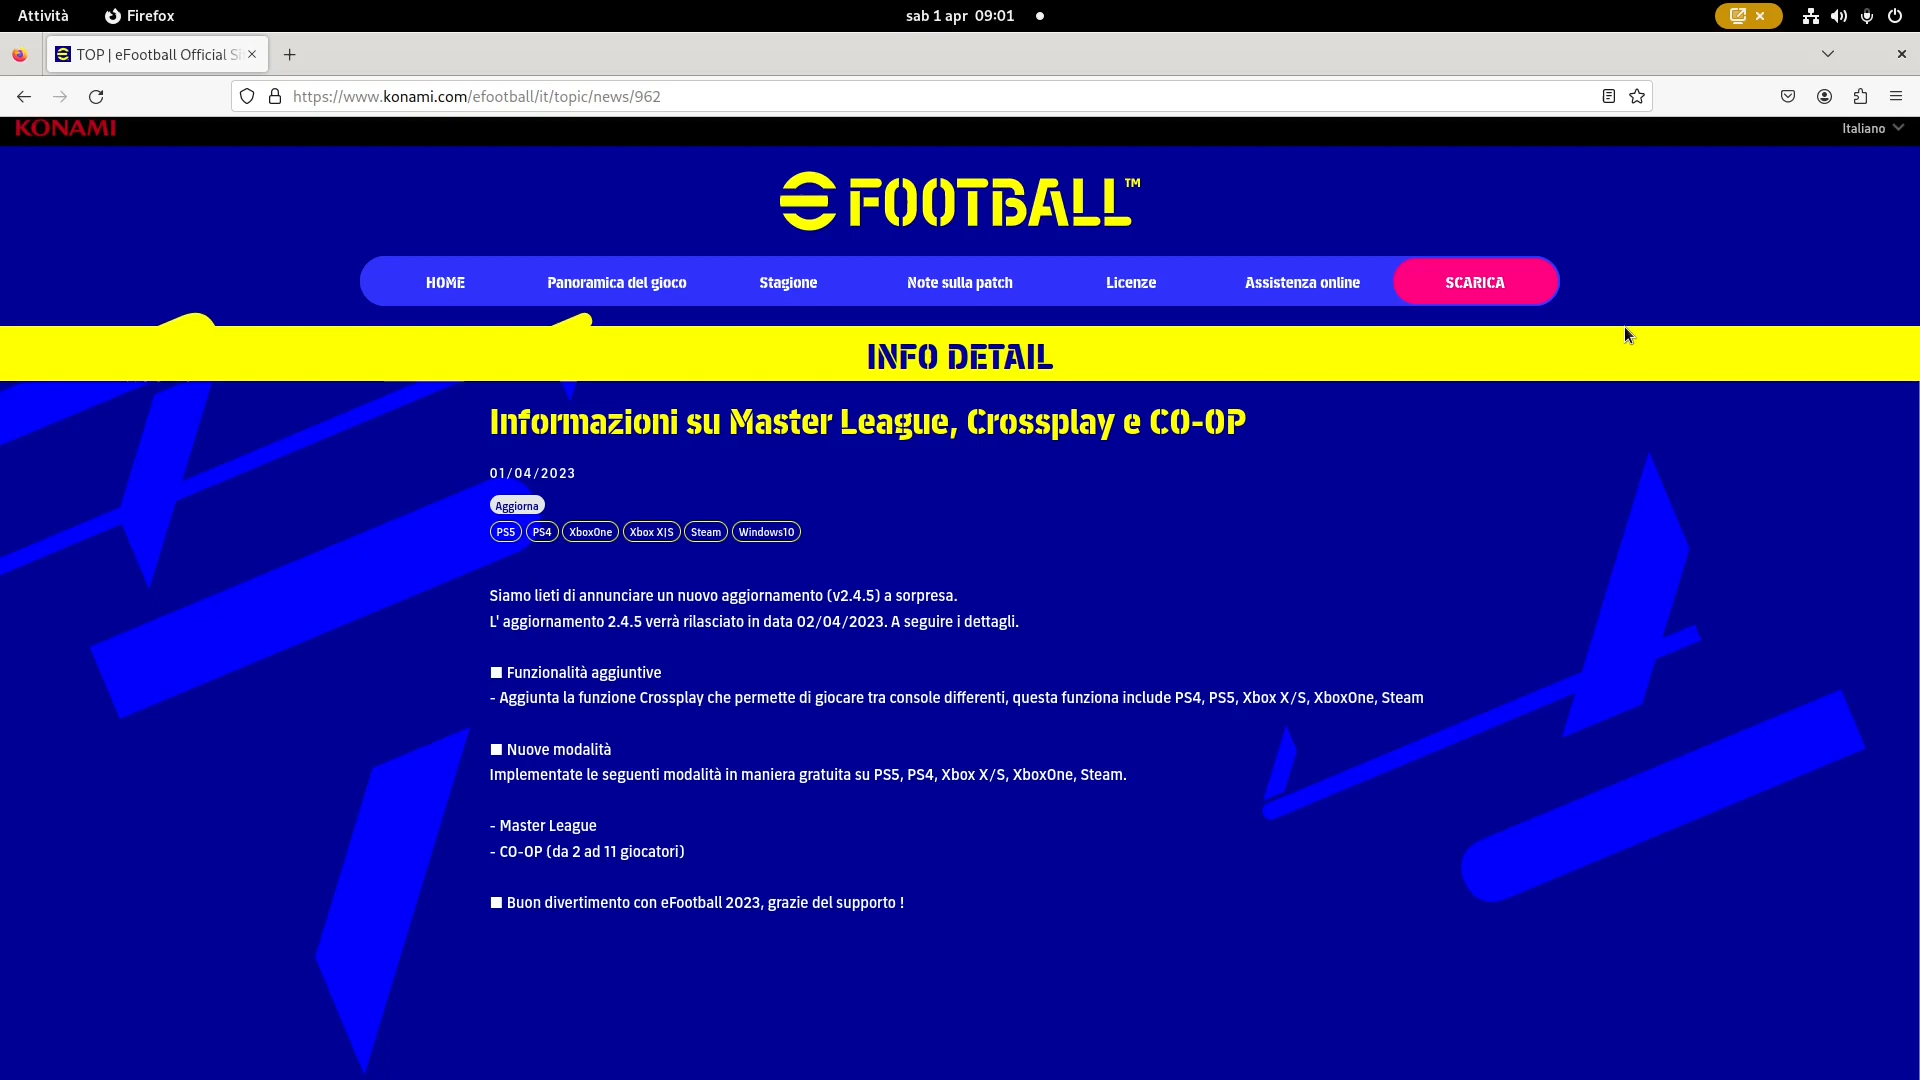 Attività
Firefox
sab 1 apr 09:01
TOP | eFootball Official Si
https://www.konami.com/efootball/it/topic/news/962
KONAMI
Italiano
FOOTBALL™
HOME
Panoramica del gioco
Stagione
Note sulla patch
Licenze
Assistenza online
SCARICA
INFO DETAIL
Informazioni su Master League, Crossplay e CO-OP
01/04/2023
Aggiorna
PS5 PS4 XboxOne Xbox X|S Steam Windows10
Siamo lieti di annunciare un nuovo aggiornamento (v2.4.5) a sorpresa.
L' aggiornamento 2.4.5 verrà rilasciato in data 02/04/2023. A seguire i dettagli.
■ Funzionalità aggiuntive
- Aggiunta la funzione Crossplay che permette di giocare tra console differenti, questa funziona include PS4, PS5, Xbox X/S, XboxOne, Steam
■ Nuove modalità
Implementate le seguenti modalità in maniera gratuita su PS5, PS4, Xbox X/S, XboxOne, Steam.
- Master League
- CO-OP (da 2 ad 11 giocatori)
■ Buon divertimento con eFootball 2023, grazie del supporto !